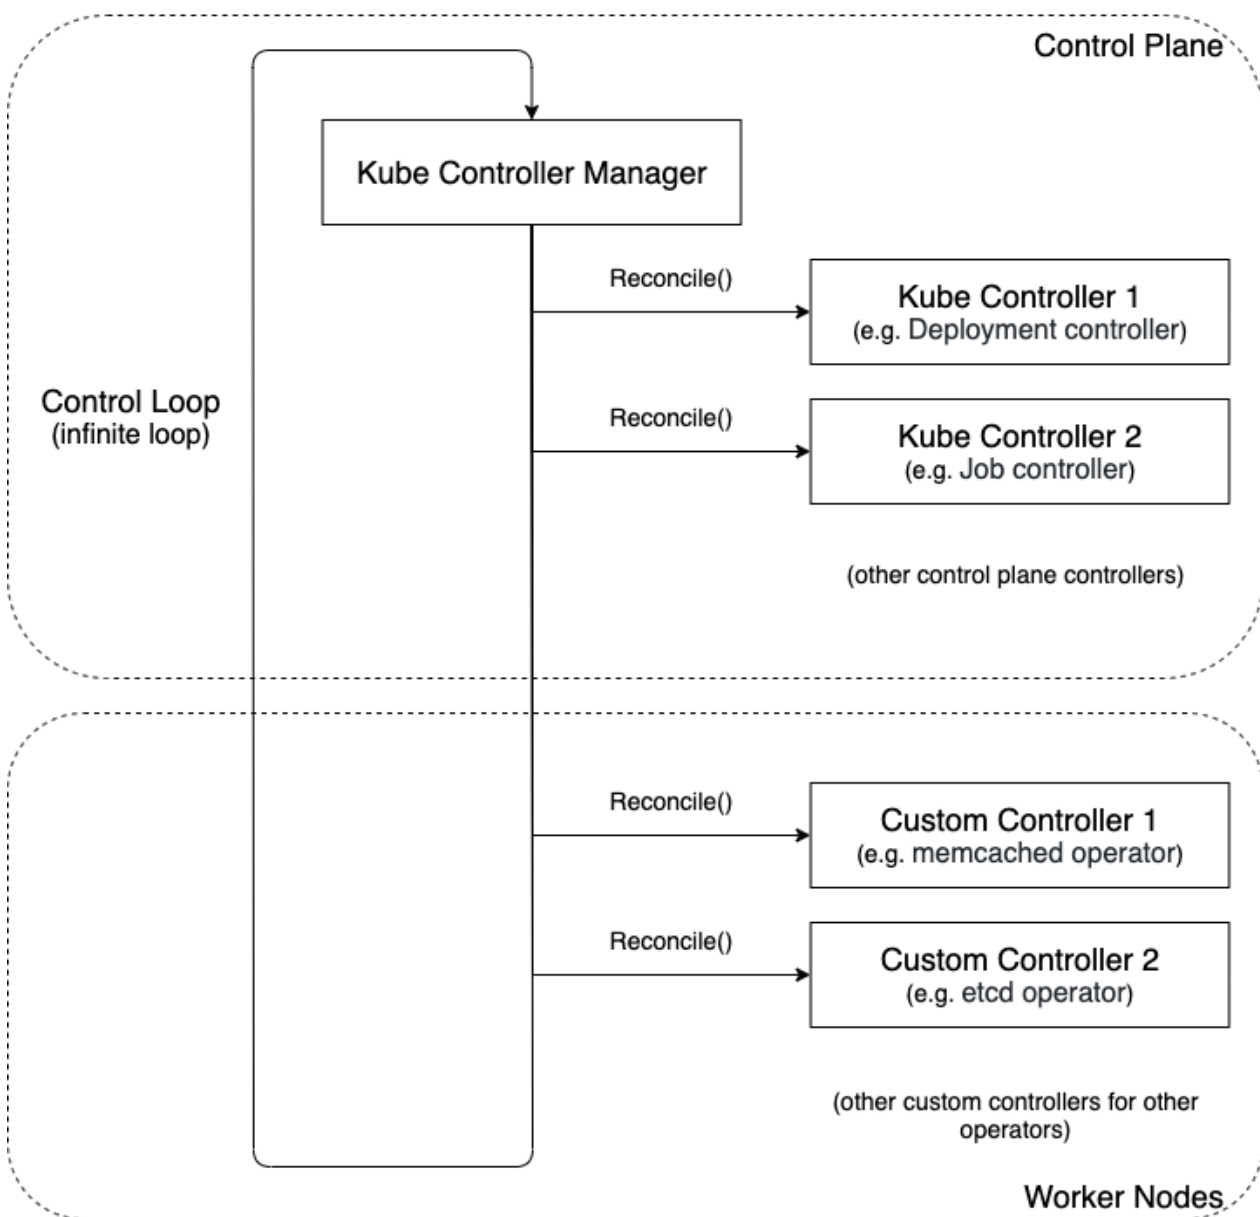 Control Plane
Kube Controller Manager
Reconcile()
Kube Controller 1
(e.g. Deployment controller)
Control Loop
(infinite loop)
Reconcile()
Kube Controller 2
(e.g. Job controller)
(other control plane controllers)
Reconcile()
Custom Controller 1
(e.g. memcached operator)
Reconcile()
Custom Controller 2
(e.g. etcd operator)
(other custom controllers for other
operators)
Worker Nodes